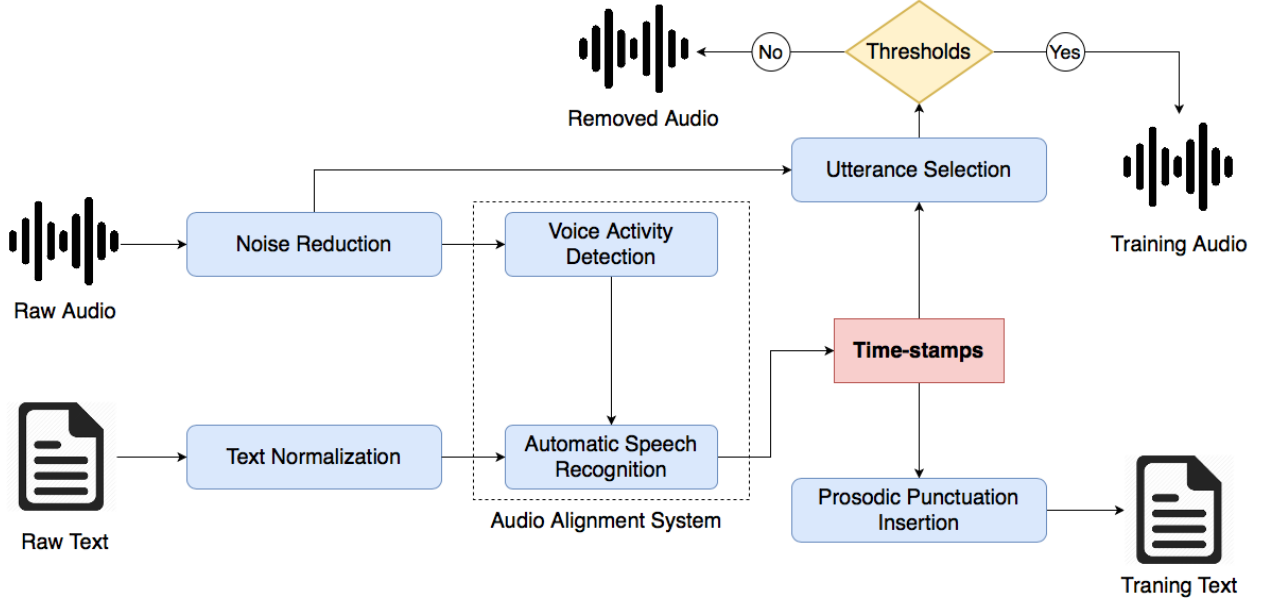 No
Thresholds
Yes
Removed Audio
Utterance Selection
Training Audio
Noise Reduction
Voice Activity
Detection
Raw Audio
Time-stamps
Text Normalization
Automatic Speech
Recognition
Audio Alignment System
Prosodic Punctuation
Insertion
Raw Text
Traning Text